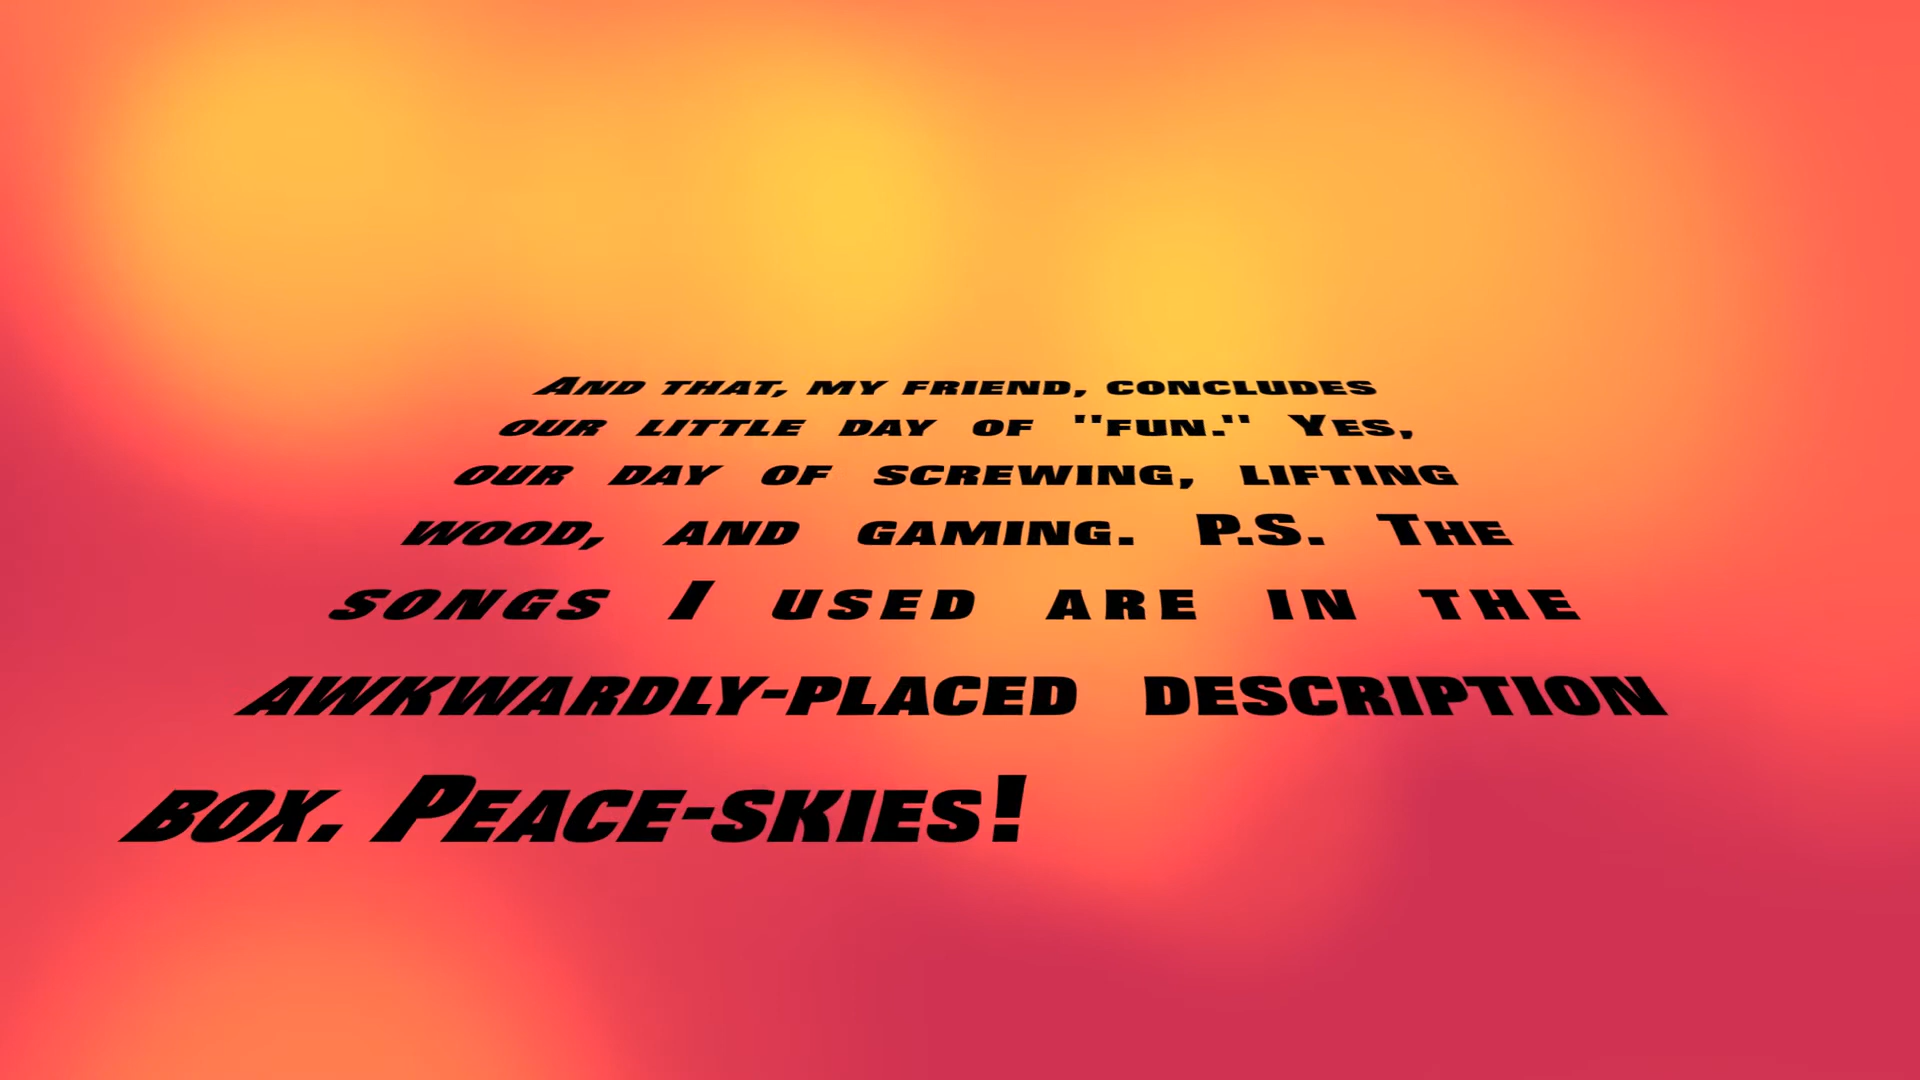 And that, my friend, concludes
our little day of "fun." Yes,
our day of screwing, lifting
wood, and gaming. P.S. The
songs I used are in the
awkwardly-placed description
box. Peace-skies!